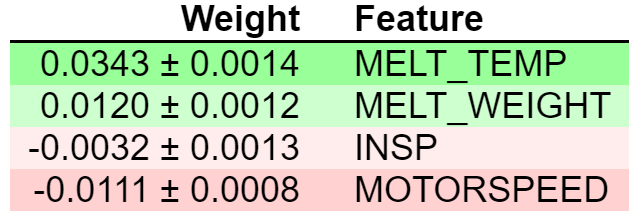 Weight Feature
0.0343 ± 0.0014 MELT_TEMP
0.0120 ± 0.0012 MELT_WEIGHT
-0.0032 ± 0.0013 INSP
-0.0111 ± 0.0008 MOTORSPEED